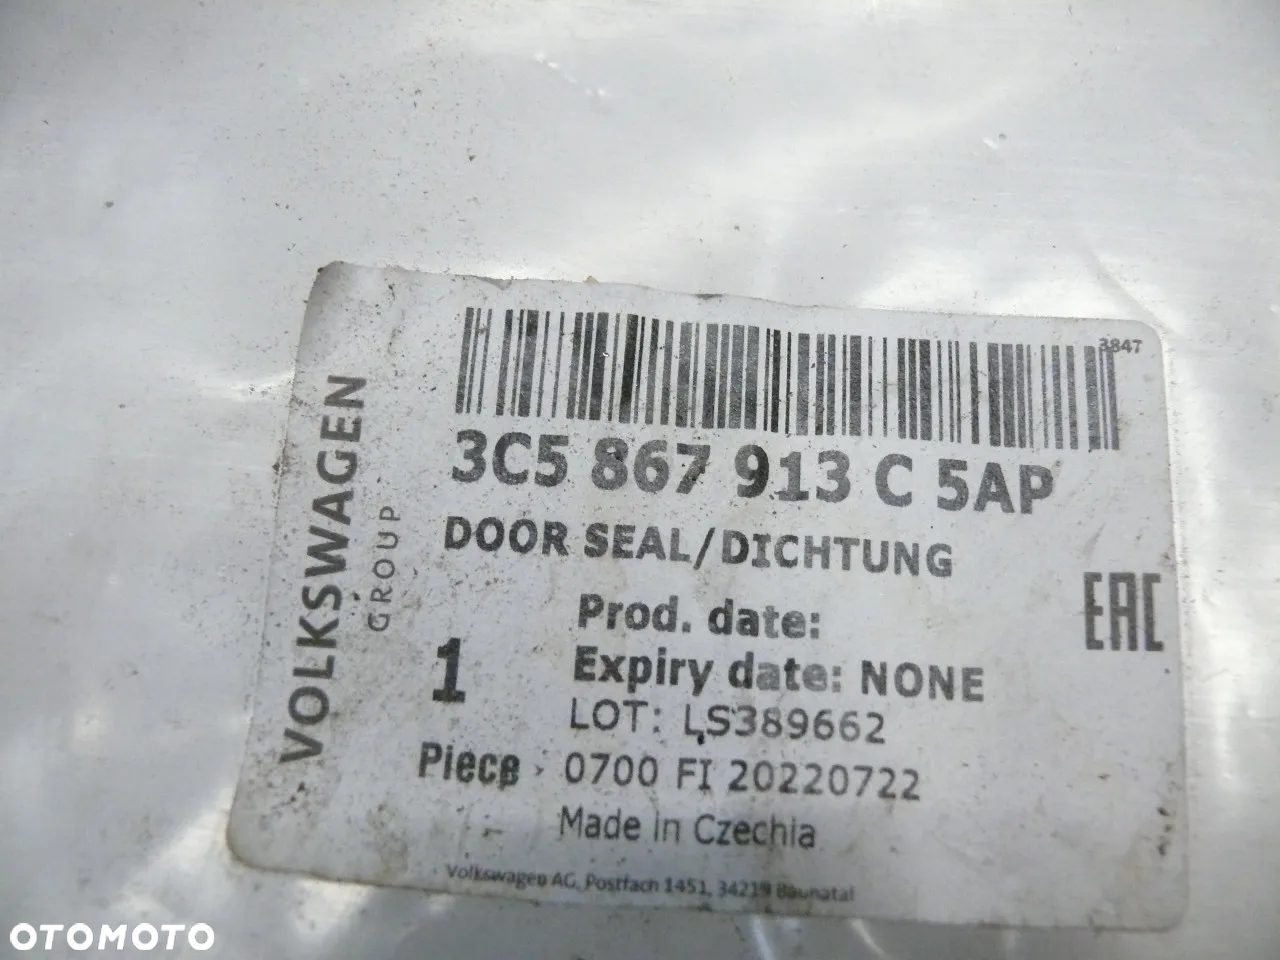 3847
VOLKSWAGEN
GROUP
3C5 867 913 C 5AP
DOOR SEAL/DICHTUNG
Prod. date:
EAC
1
Expiry date: NONE
LOT: LS389662
Piece
0700 FI 20220722
Made in Czechia
Volkswagen AG, Postfach 1451, 34219 Baunatal
OTOMOTO